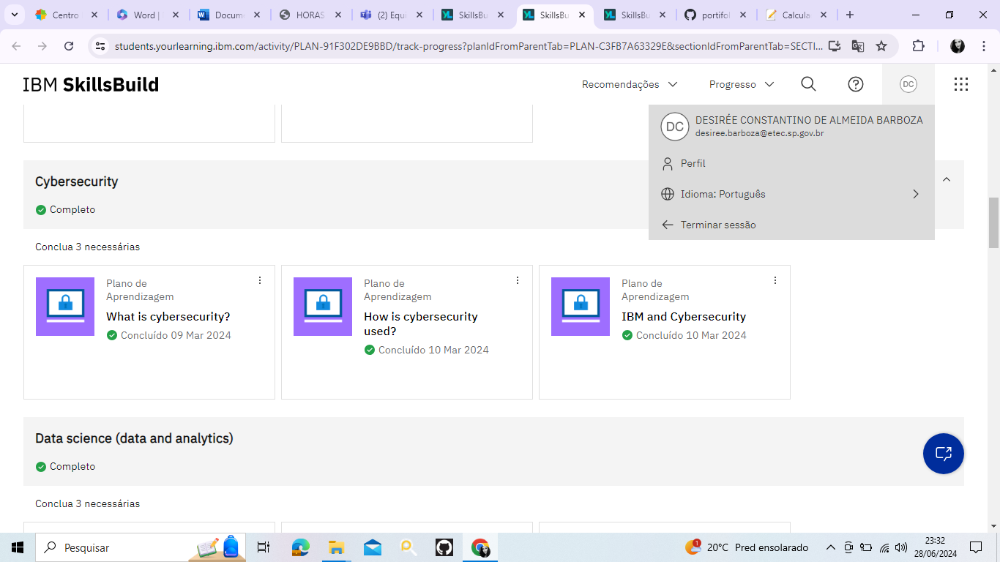 Centro
Word |
Docume
HORAS
(2) Equi
SkillsBu
SkillsBu
SkillsBu
portifol
Calcula
students.yourlearning.ibm.com/activity/PLAN-91F302DE9BBD/track-progress?planIdFromParentTab=PLAN-C3FB7A63329E&sectionIdFromParentTab=SECTI...
IBM SkillsBuild
Recomendações
Progresso
DC
DC
DESIRÉE CONSTANTINO DE ALMEIDA BARBOZA
desiree.barboza@etec.sp.gov.br
Perfil
Idioma: Português
Terminar sessão
Cybersecurity
Completo
Conclua 3 necessárias
Plano de
Aprendizagem
What is cybersecurity?
Concluído 09 Mar 2024
Plano de
Aprendizagem
How is cybersecurity
used?
Concluído 10 Mar 2024
Plano de
Aprendizagem
IBM and Cybersecurity
Concluído 10 Mar 2024
Data science (data and analytics)
Completo
Conclua 3 necessárias
Pesquisar
1
20°C Pred ensolarado
23:32
28/06/2024